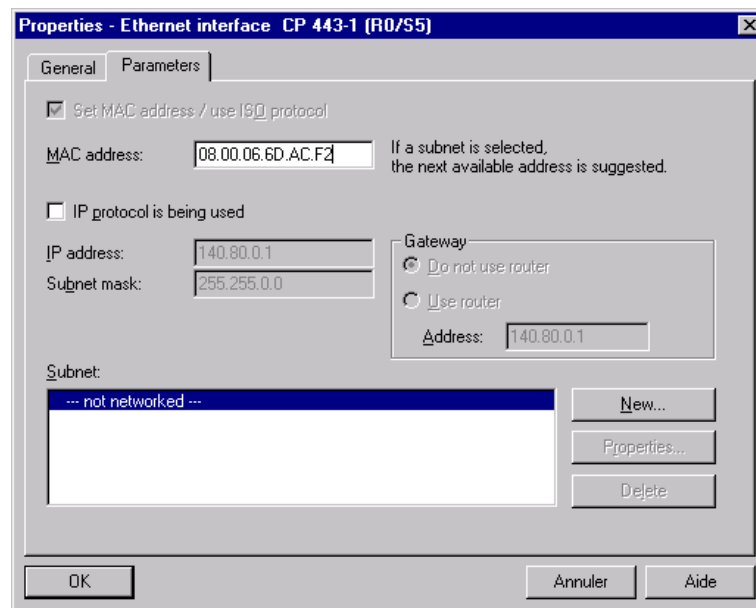 Properties - Ethernet interface CP 443-1 (R0/S5)
General
Parameters
Set MAC address / use ISO protocol
MAC address:
08.00.06.6D.AC.F2
If a subnet is selected,
the next available address is suggested.
IP protocol is being used
IP address:
140.80.0.1
Subnet mask:
255.255.0.0
Gateway
Do not use router
Use router
Address:
140.80.0.1
Subnet:
--- not networked ---
New...
Properties...
Delete
OK
Annuler
Aide